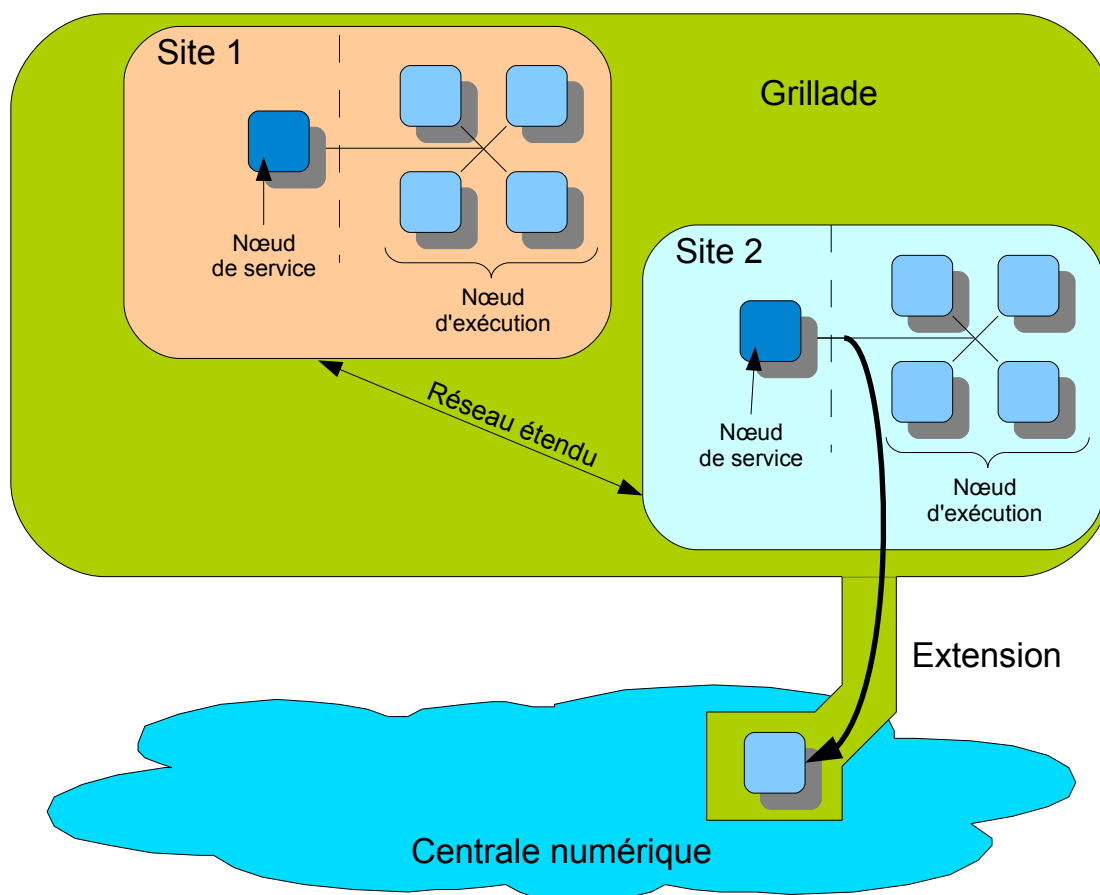 Site 1
Grillade
Nœud
de service
Nœud
d'exécution
Site 2
Réseau étendu
Nœud
de service
Nœud
d'exécution
Extension
Centrale numérique